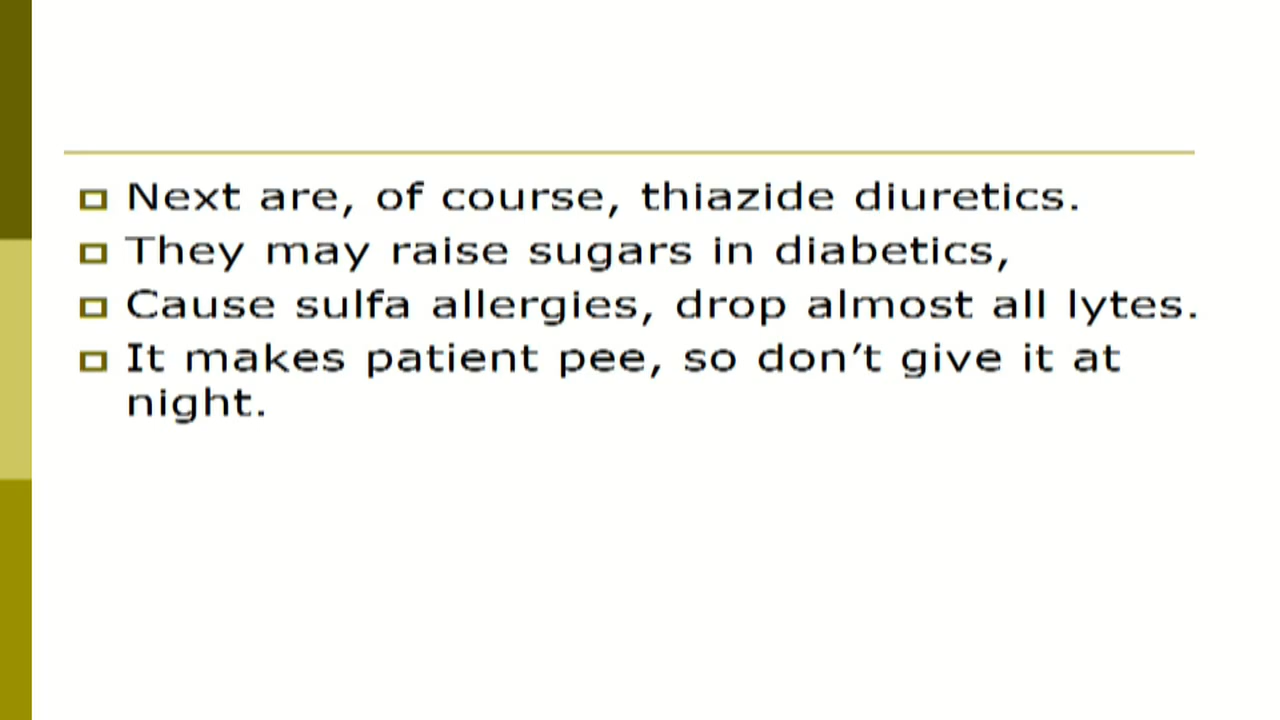 Next are, of course, thiazide diuretics.
They may raise sugars in diabetics,
Cause sulfa allergies, drop almost all lytes.
It makes patient pee, so don’t give it at
night.